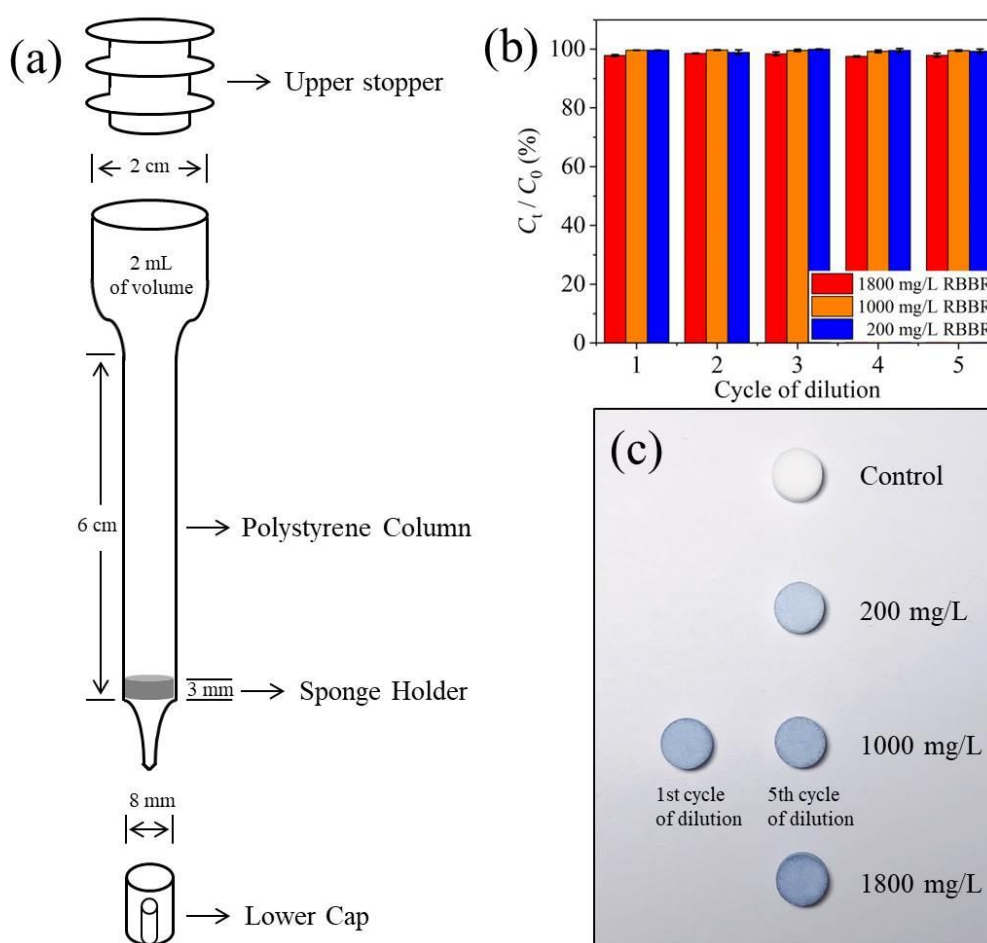 (a)
Upper stopper
2 cm
2 mL
of volume
6 cm
Polystyrene Column
3 mm
Sponge Holder
8 mm
Lower Cap
(b)
100
80
60
40
20
0
Ct / C0 (%)
1800 mg/L RBBR
1000 mg/L RBBR
200 mg/L RBBR
1 2 3 4 5
Cycle of dilution
(c)
Control
200 mg/L
1000 mg/L
1st cycle
of dilution
5th cycle
of dilution
1800 mg/L